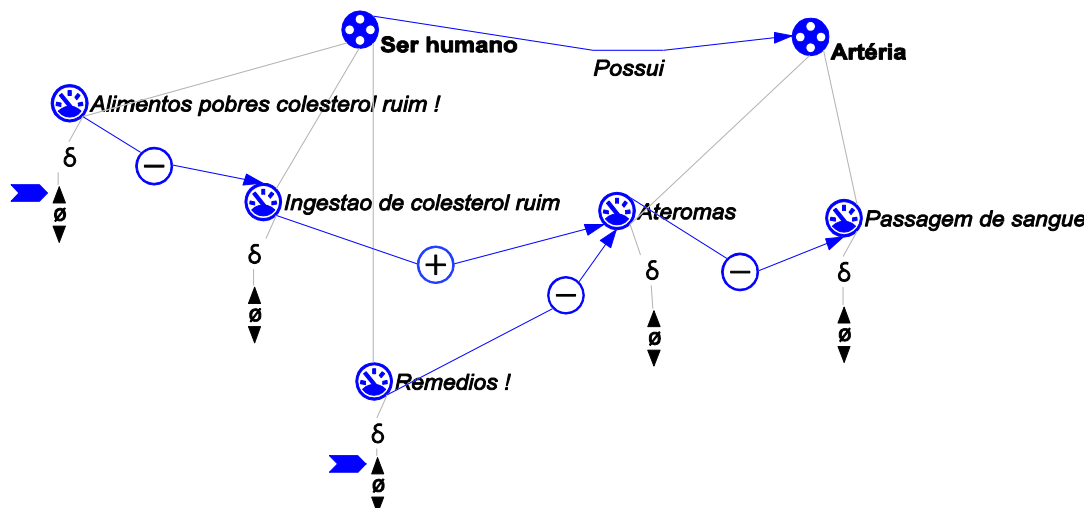 Ser humano
Artéria
Possui
Alimentos pobres colesterol ruim !
δ
−
ø
Ingestao de colesterol ruim
Ateromas
Passagem de sangue
δ
+
−
−
δ
δ
ø
ø
ø
Remedios !
δ
ø